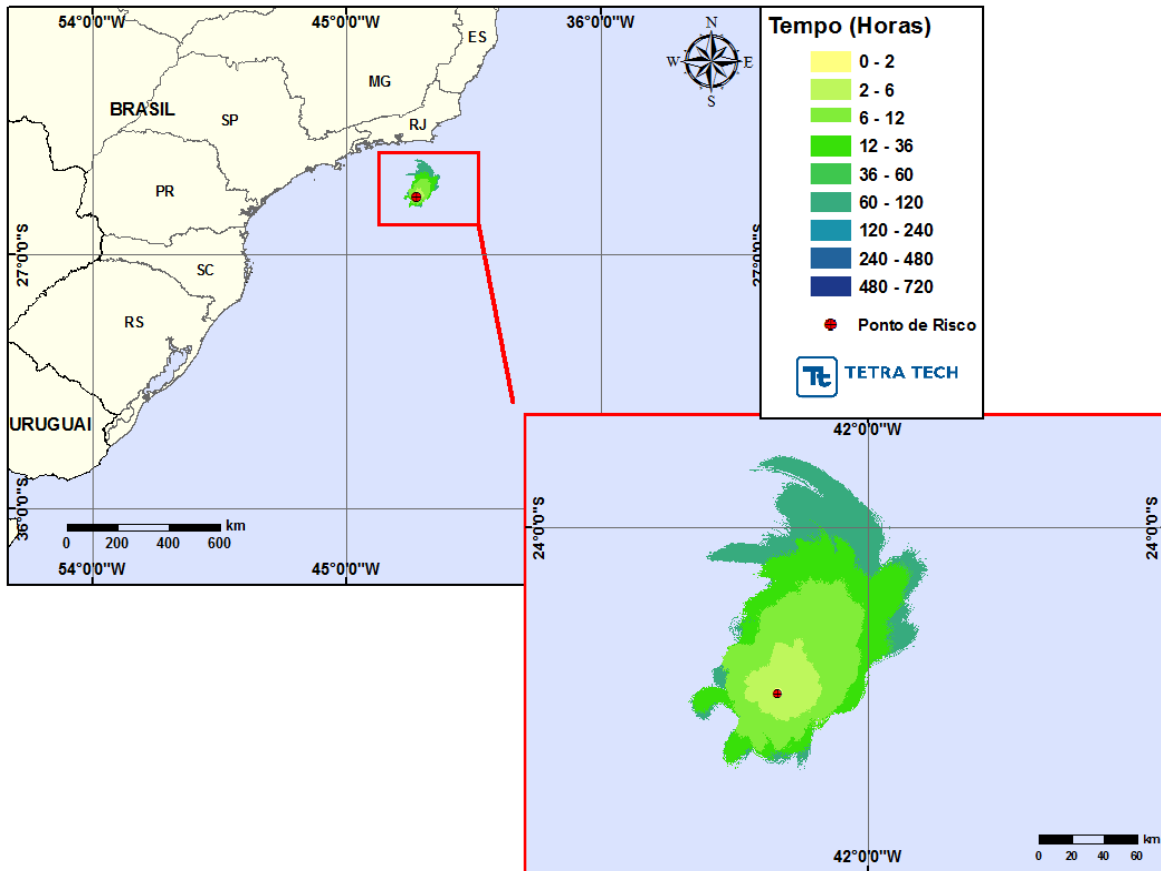 54°0'0"W
45°0'0"W
36°0'0"W
ES
MG
BRASIL
SP
RJ
PR
27°0'0"S
27°0'0"S
SC
RS
URUGUAI
36°0'0"S
km
0 200 400 600
54°0'0"W
45°0'0"W
N
W E
S
Tempo (Horas)
0 - 2
2 - 6
6 - 12
12 - 36
36 - 60
60 - 120
120 - 240
240 - 480
480 - 720
Ponto de Risco
Tt TETRA TECH
42°0'0"W
24°0'0"S
24°0'0"S
42°0'0"W
km
0 20 40 60